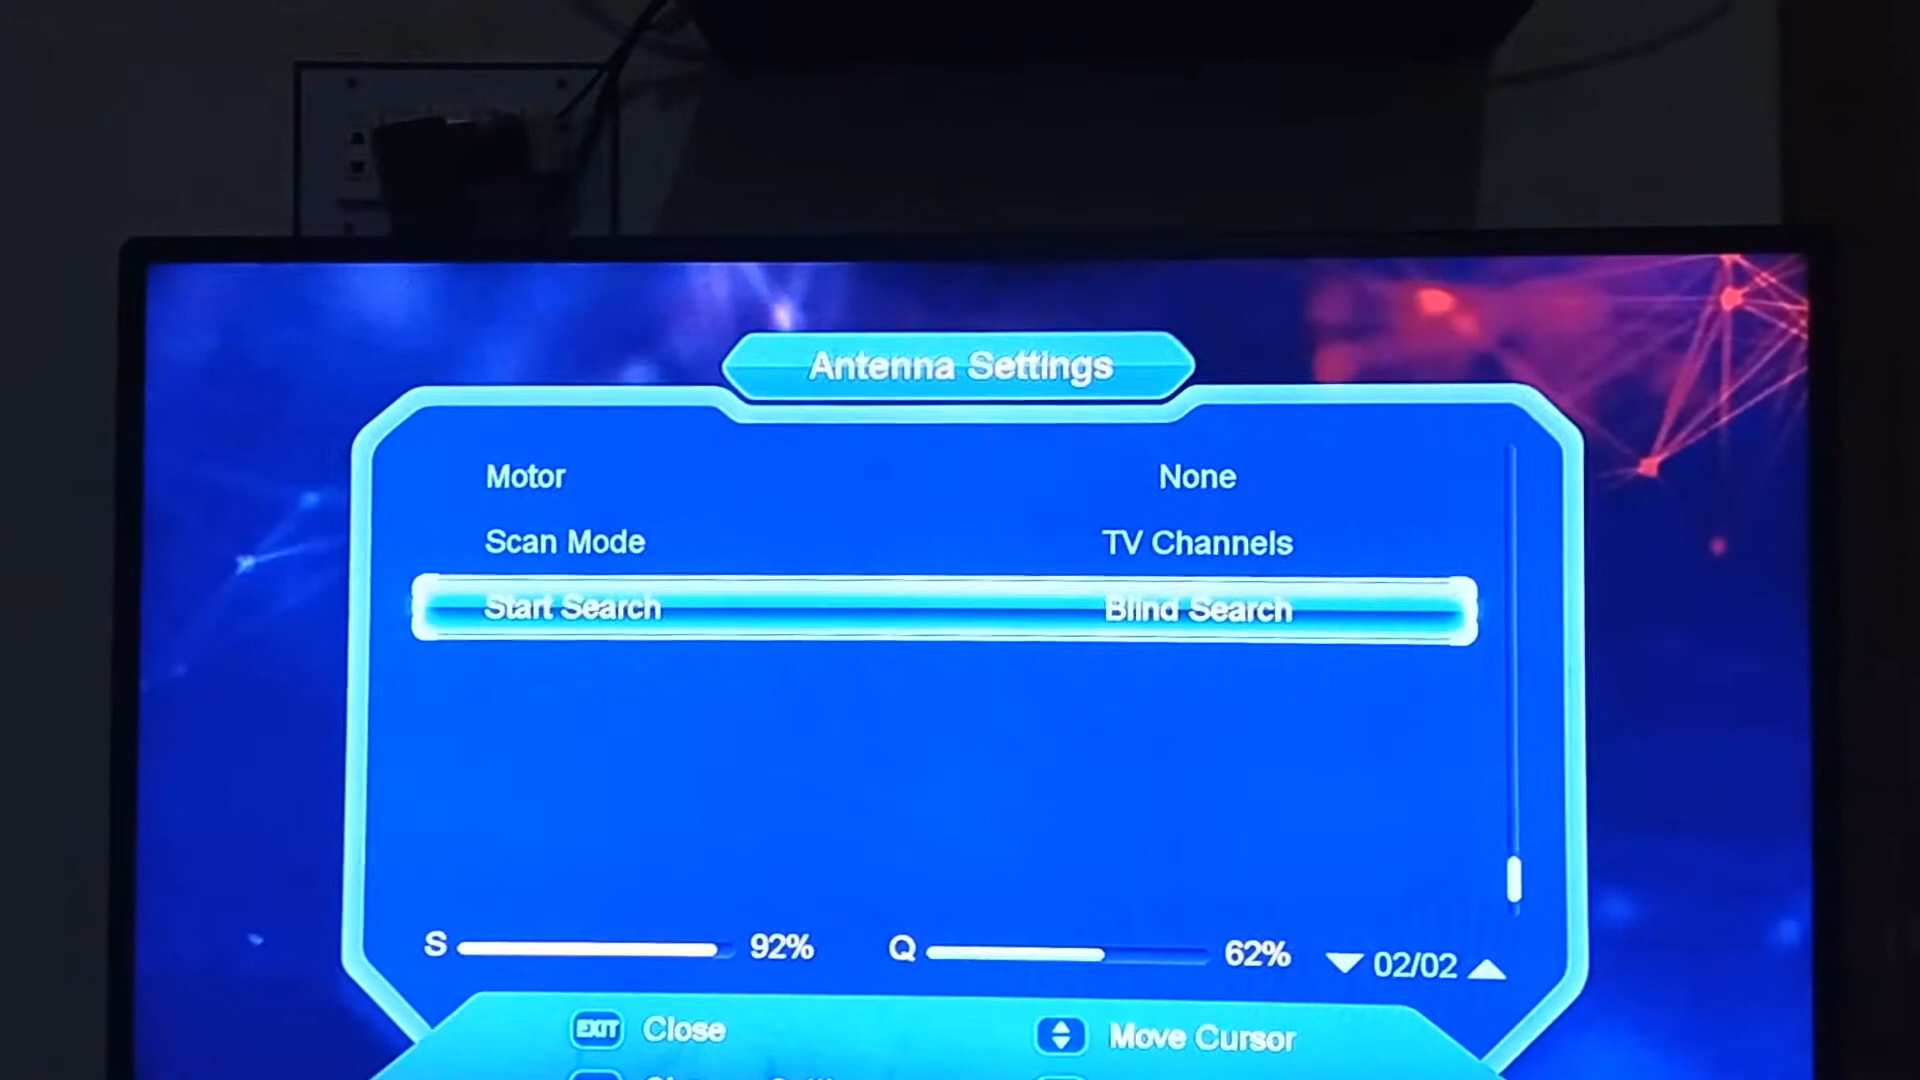 Antenna Settings
Motor None
Scan Mode TV Channels
Start Search Blind Search
S 92% Q 62% 02/02
EXIT Close Move Cursor